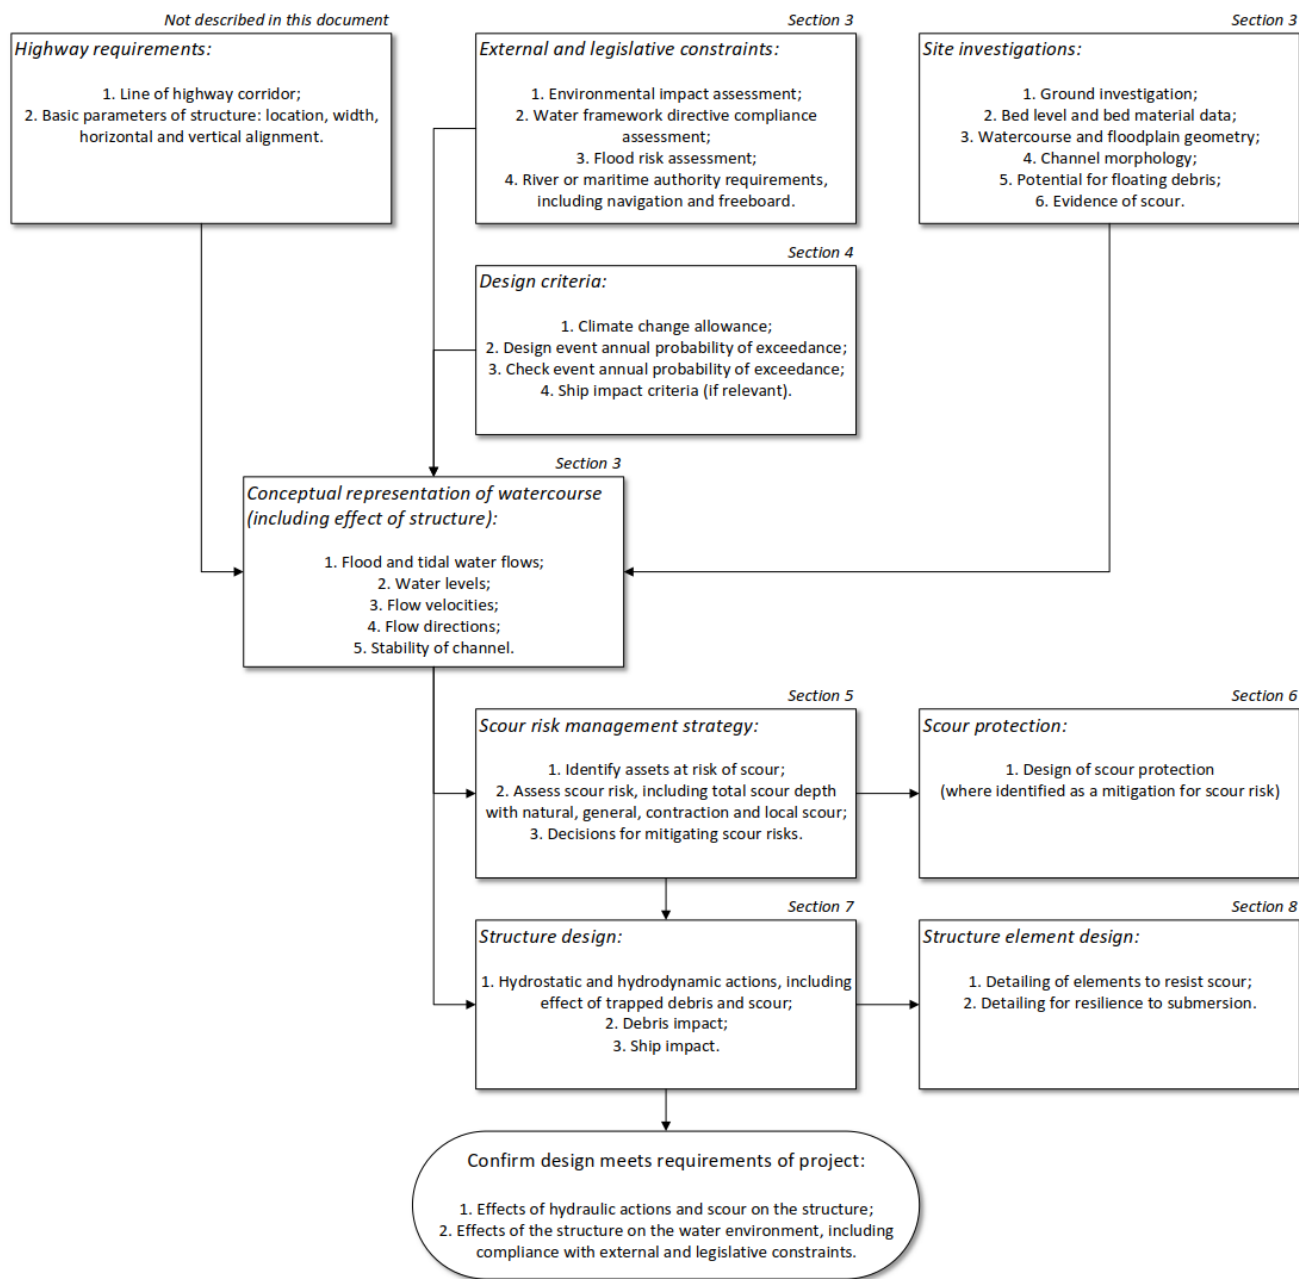 Not described in this document
Highway requirements:
1. Line of highway corridor;
2. Basic parameters of structure: location, width,
horizontal and vertical alignment.
Section 3
External and legislative constraints:
1. Environmental impact assessment;
2. Water framework directive compliance
assessment;
3. Flood risk assessment;
4. River or maritime authority requirements,
including navigation and freeboard.
Section 3
Site investigations:
1. Ground investigation;
2. Bed level and bed material data;
3. Watercourse and floodplain geometry;
4. Channel morphology;
5. Potential for floating debris;
6. Evidence of scour.
Section 4
Design criteria:
1. Climate change allowance;
2. Design event annual probability of exceedance;
3. Check event annual probability of exceedance;
4. Ship impact criteria (if relevant).
Section 3
Conceptual representation of watercourse
(including effect of structure):
1. Flood and tidal water flows;
2. Water levels;
3. Flow velocities;
4. Flow directions;
5. Stability of channel.
Section 5
Scour risk management strategy:
1. Identify assets at risk of scour;
2. Assess scour risk, including total scour depth
with natural, general, contraction and local scour;
3. Decisions for mitigating scour risks.
Section 6
Scour protection:
1. Design of scour protection
(where identified as a mitigation for scour risk)
Section 7
Structure design:
1. Hydrostatic and hydrodynamic actions, including
effect of trapped debris and scour;
2. Debris impact;
3. Ship impact.
Section 8
Structure element design:
1. Detailing of elements to resist scour;
2. Detailing for resilience to submersion.
Confirm design meets requirements of project:
1. Effects of hydraulic actions and scour on the structure;
2. Effects of the structure on the water environment, including
compliance with external and legislative constraints.